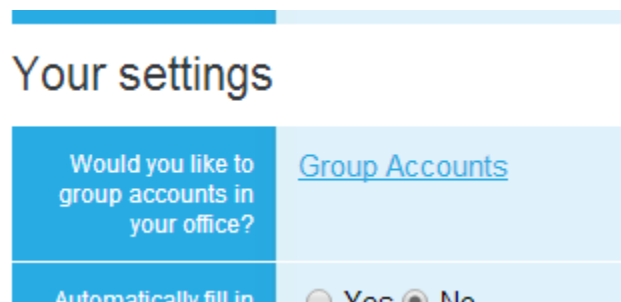 Your settings
Would you like to
group accounts in
your office?
Group Accounts
Automatically fill in
Yes No